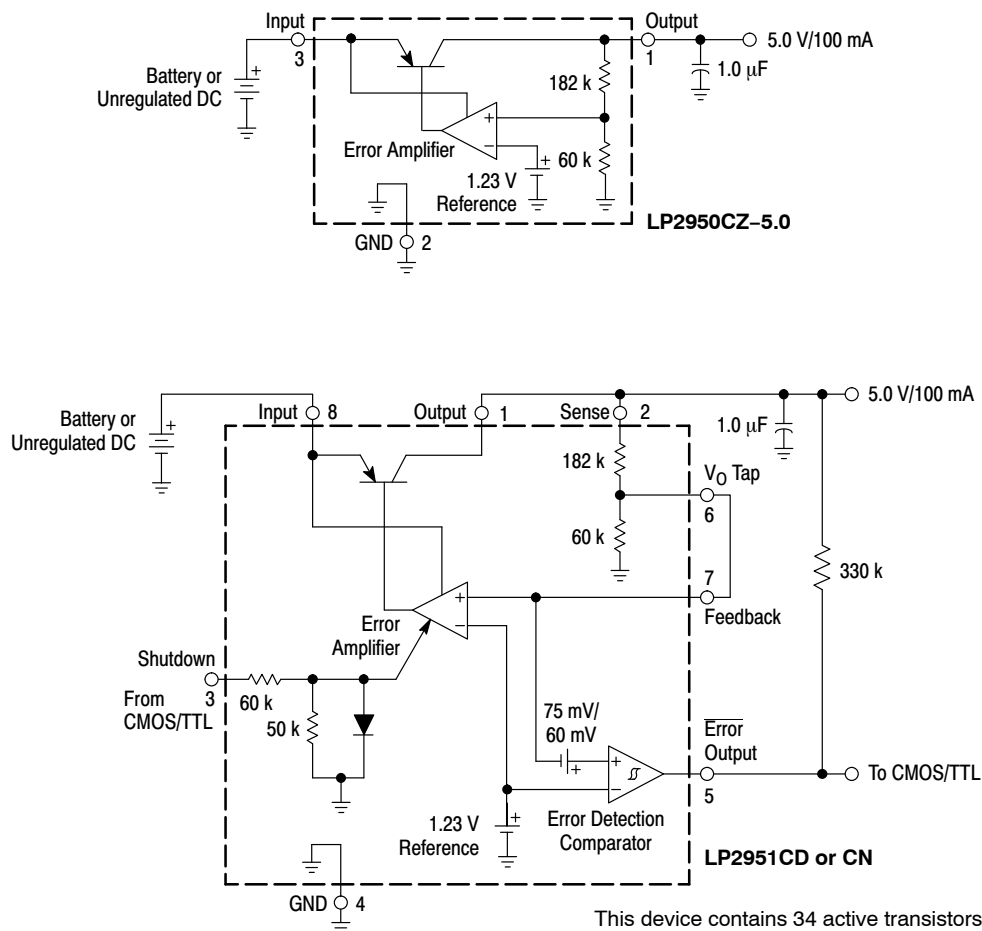 Input
3
Output
1
5.0 V/100 mA
1.0 µF
Battery or
Unregulated DC
+
182 k
+
−
Error Amplifier
60 k
1.23 V
Reference
+
GND 2
LP2950CZ–5.0
Battery or
Unregulated DC
+
Input 8
Output 1
Sense 2
5.0 V/100 mA
1.0 µF
182 k
VO Tap
6
60 k
330 k
7
Feedback
+
−
Error
Amplifier
Shutdown
3
From
CMOS/TTL
60 k
50 k
75 mV/
60 mV
+
+
−
Error
Output
5
To CMOS/TTL
1.23 V
Reference
+
Error Detection
Comparator
LP2951CD or CN
GND 4
This device contains 34 active transistors